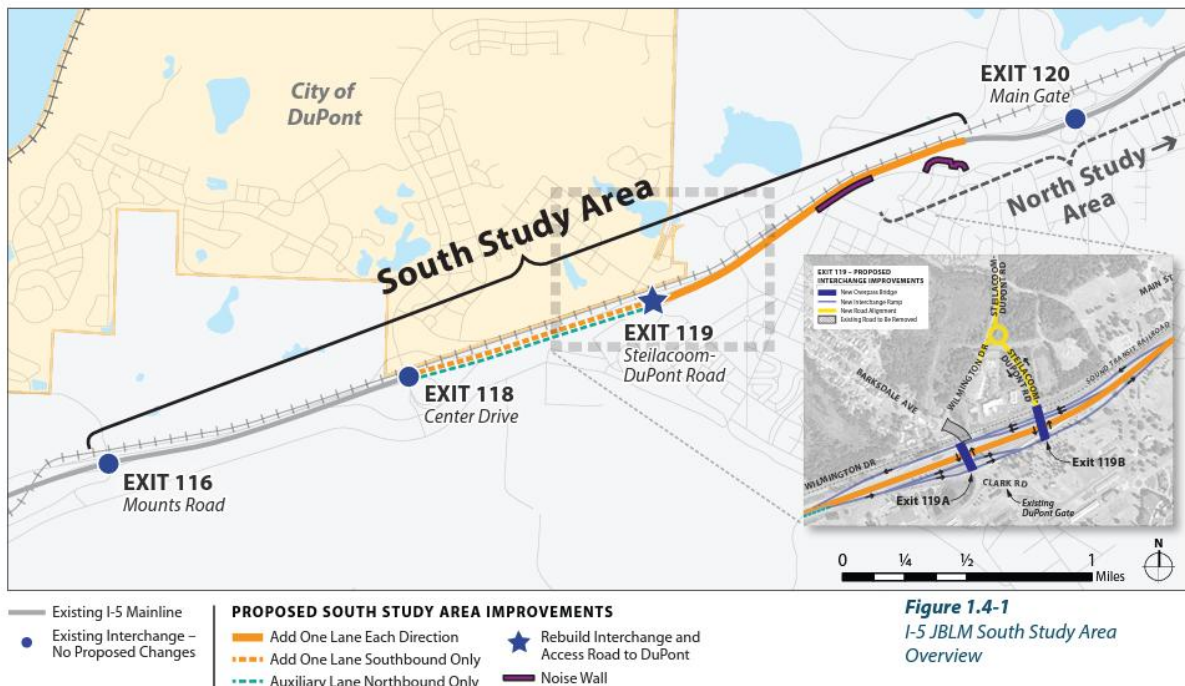 City of
DuPont
EXIT 120
Main Gate
South Study Area
North Study
Area
EXIT 119
Steilacoom-
DuPont Road
EXIT 118
Center Drive
EXIT 116
Mounts Road
EXIT 119 – PROPOSED
INTERCHANGE IMPROVEMENTS
New Overpass Bridge
New Interchange Ramp
New Road Alignment
Existing Road to Be Removed
STEILACOOM-
DUPONT RD
MAIN ST
WILMINGTON DR
STEILACOOM-
DUPONT RD
SOUND TRANSIT RAILROAD
BARKSDALE AVE
WILMINGTON DR
Exit 119B
Exit 119A
CLARK RD
Existing
DuPont Gate
N
0 ¼ ½ 1
Miles
Existing I-5 Mainline
Existing Interchange –
No Proposed Changes
PROPOSED SOUTH STUDY AREA IMPROVEMENTS
Add One Lane Each Direction
Add One Lane Southbound Only
Auxiliary Lane Northbound Only
Rebuild Interchange and
Access Road to DuPont
Noise Wall
Figure 1.4-1
I-5 JBLM South Study Area
Overview